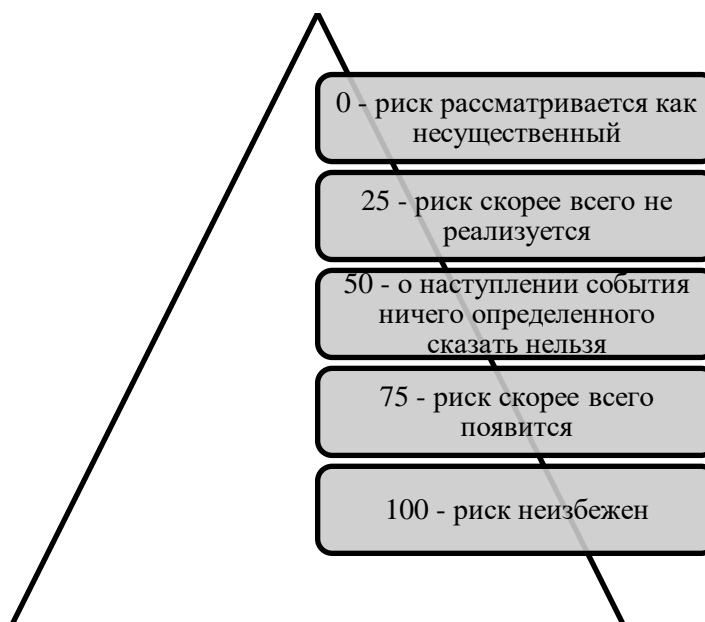 0 - риск рассматривается как
несущественный
25 - риск скорее всего не
реализуется
50 - о наступлении события
ничего определенного
сказать нельзя
75 - риск скорее всего
появится
100 - риск неизбежен